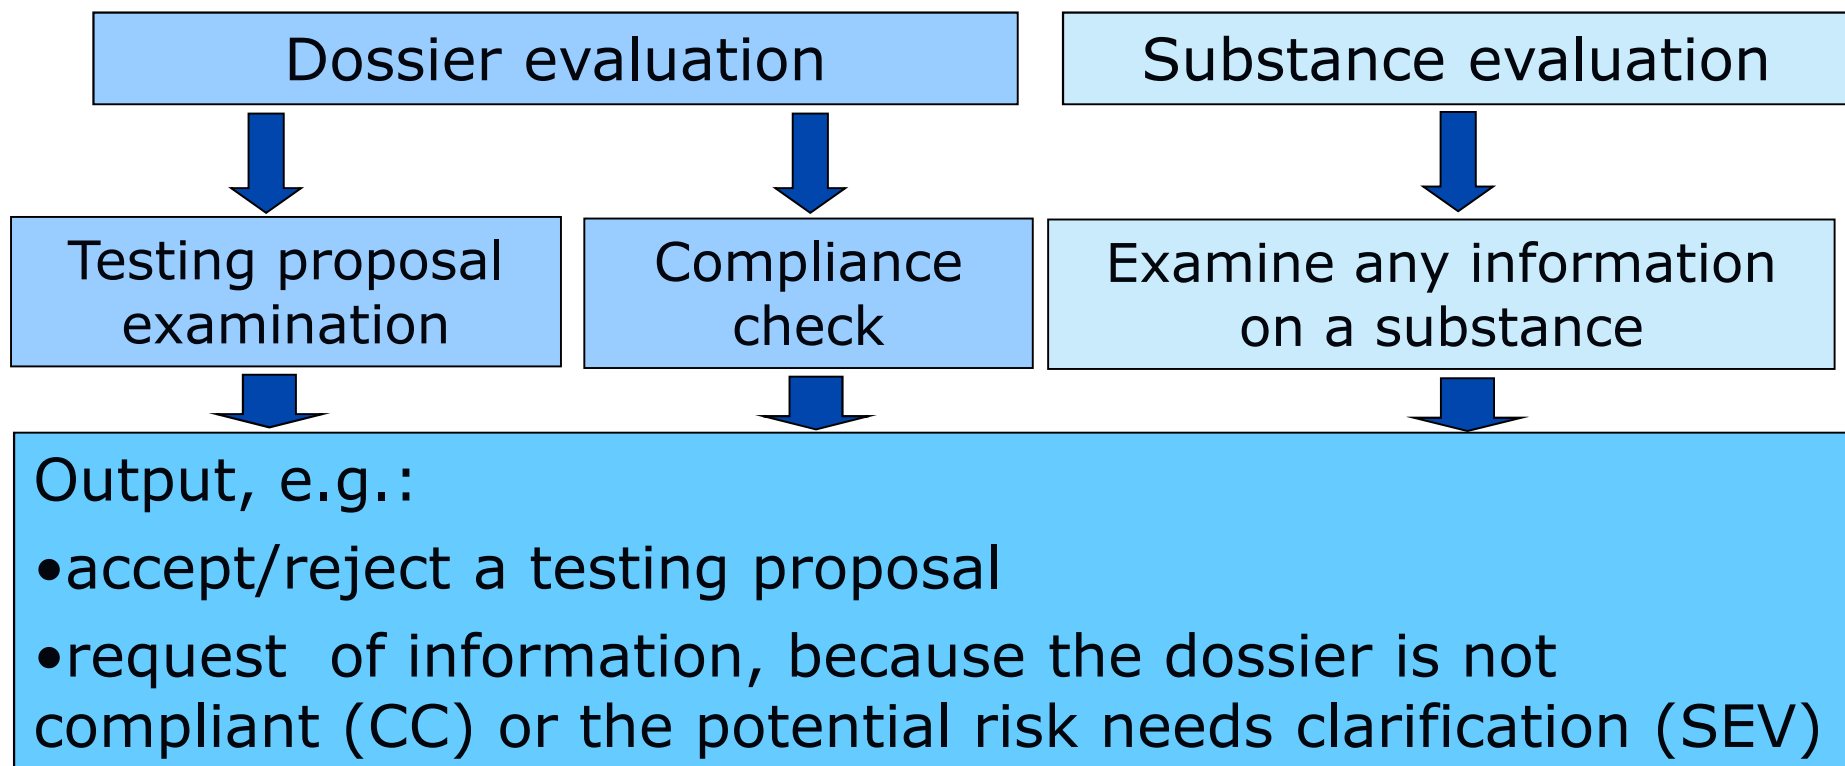 Dossier evaluation
Substance evaluation
Testing proposal
examination
Compliance
check
Examine any information
on a substance
Output, e.g.:
•accept/reject a testing proposal
•request  of information, because the dossier is not
compliant (CC) or the potential risk needs clarification (SEV)